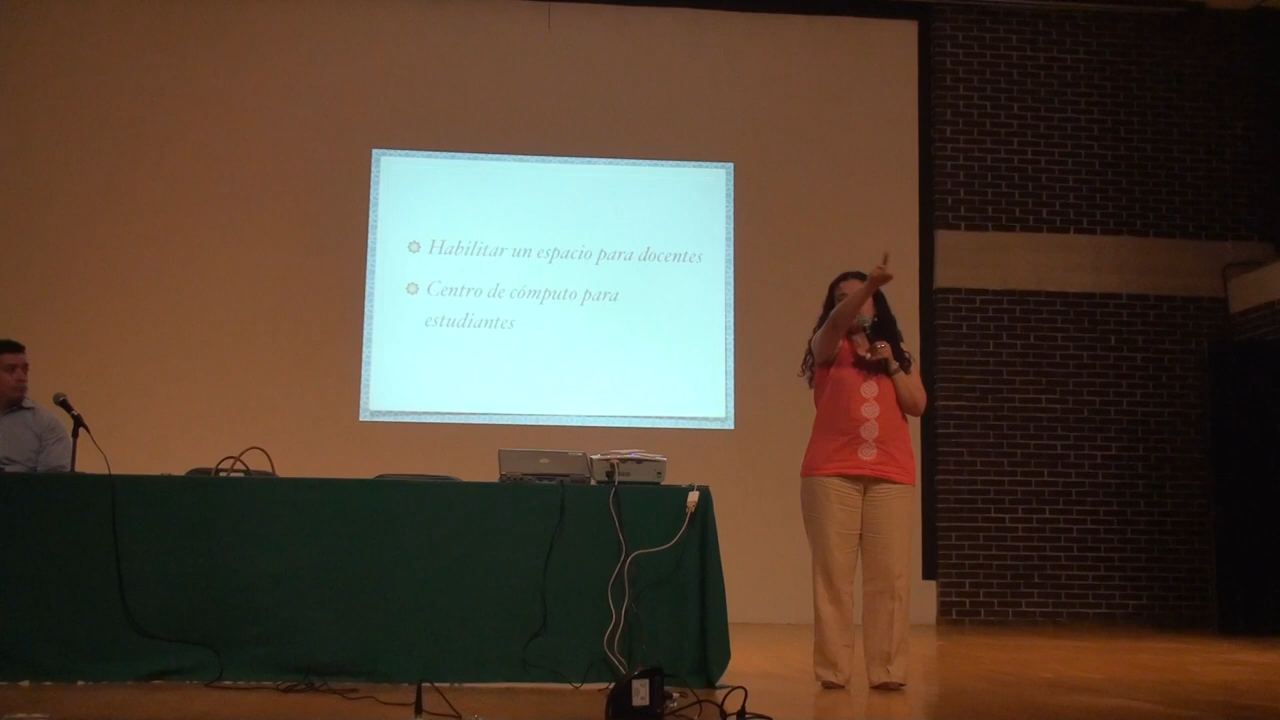 Habilitar un espacio para docentes
Centro de cómputo para
estudiantes